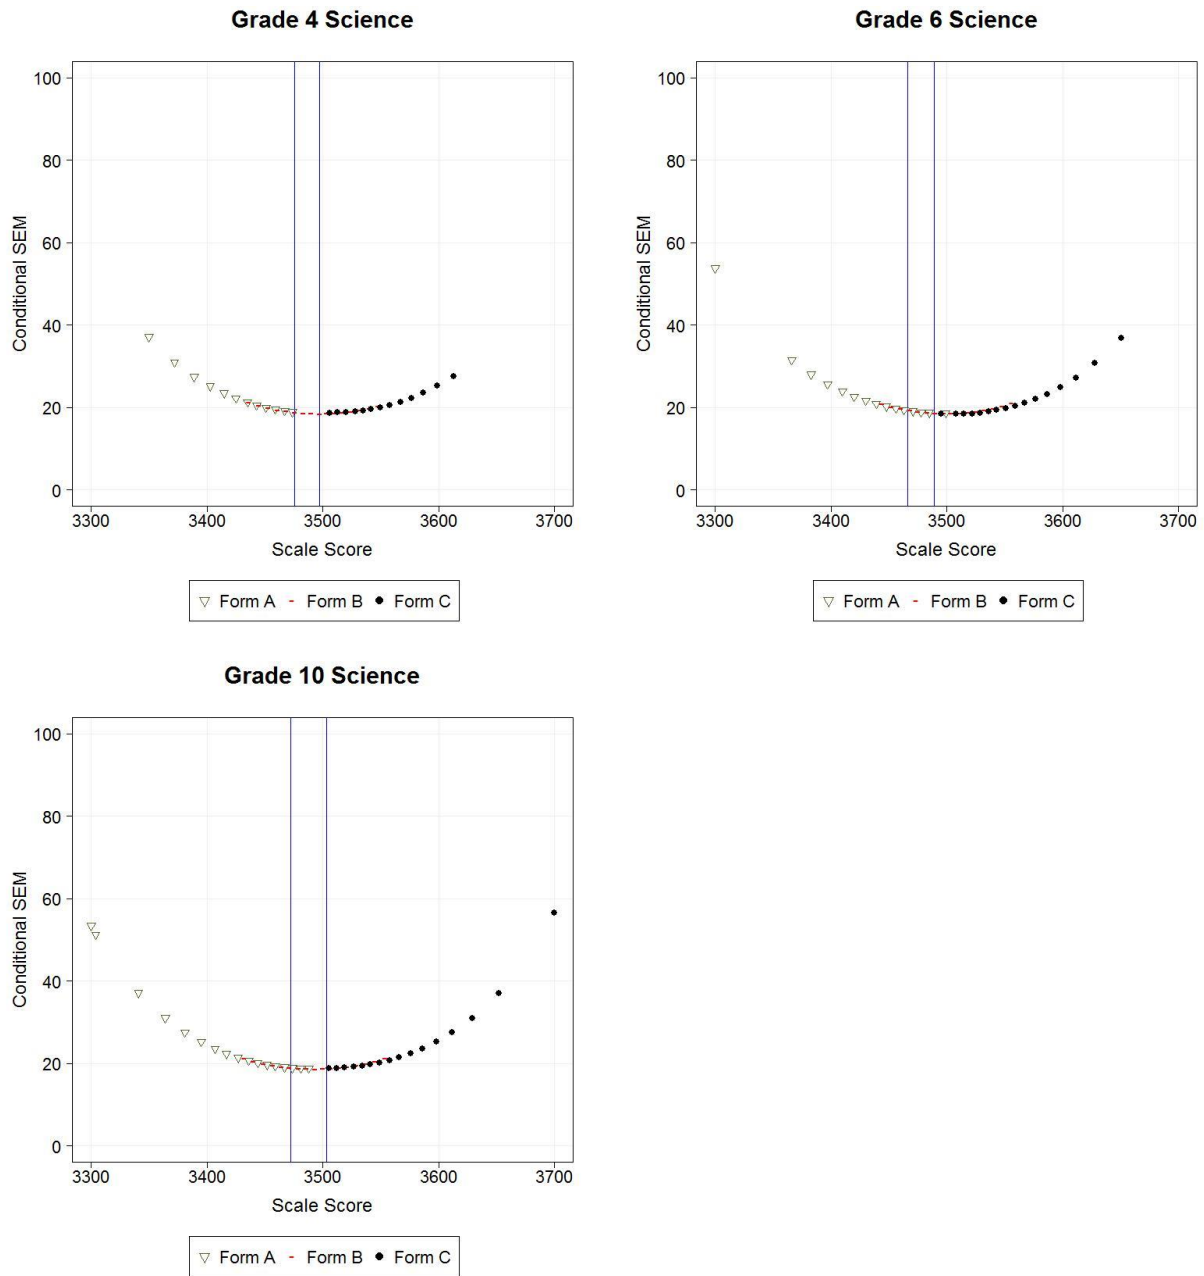 Grade 4 Science
100
80
60
40
20
0
Conditional SEM
3300 3400 3500 3600 3700
Scale Score
Form A Form B Form C
Grade 6 Science
100
80
60
40
20
0
Conditional SEM
3300 3400 3500 3600 3700
Scale Score
Form A Form B Form C
Grade 10 Science
100
80
60
40
20
0
Conditional SEM
3300 3400 3500 3600 3700
Scale Score
Form A Form B Form C